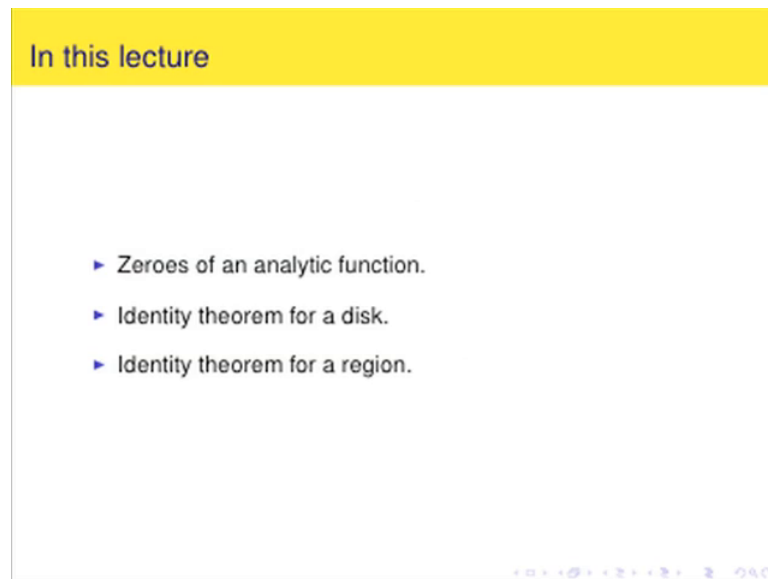 In this lecture
Zeroes of an analytic function.
Identity theorem for a disk.
Identity theorem for a region.